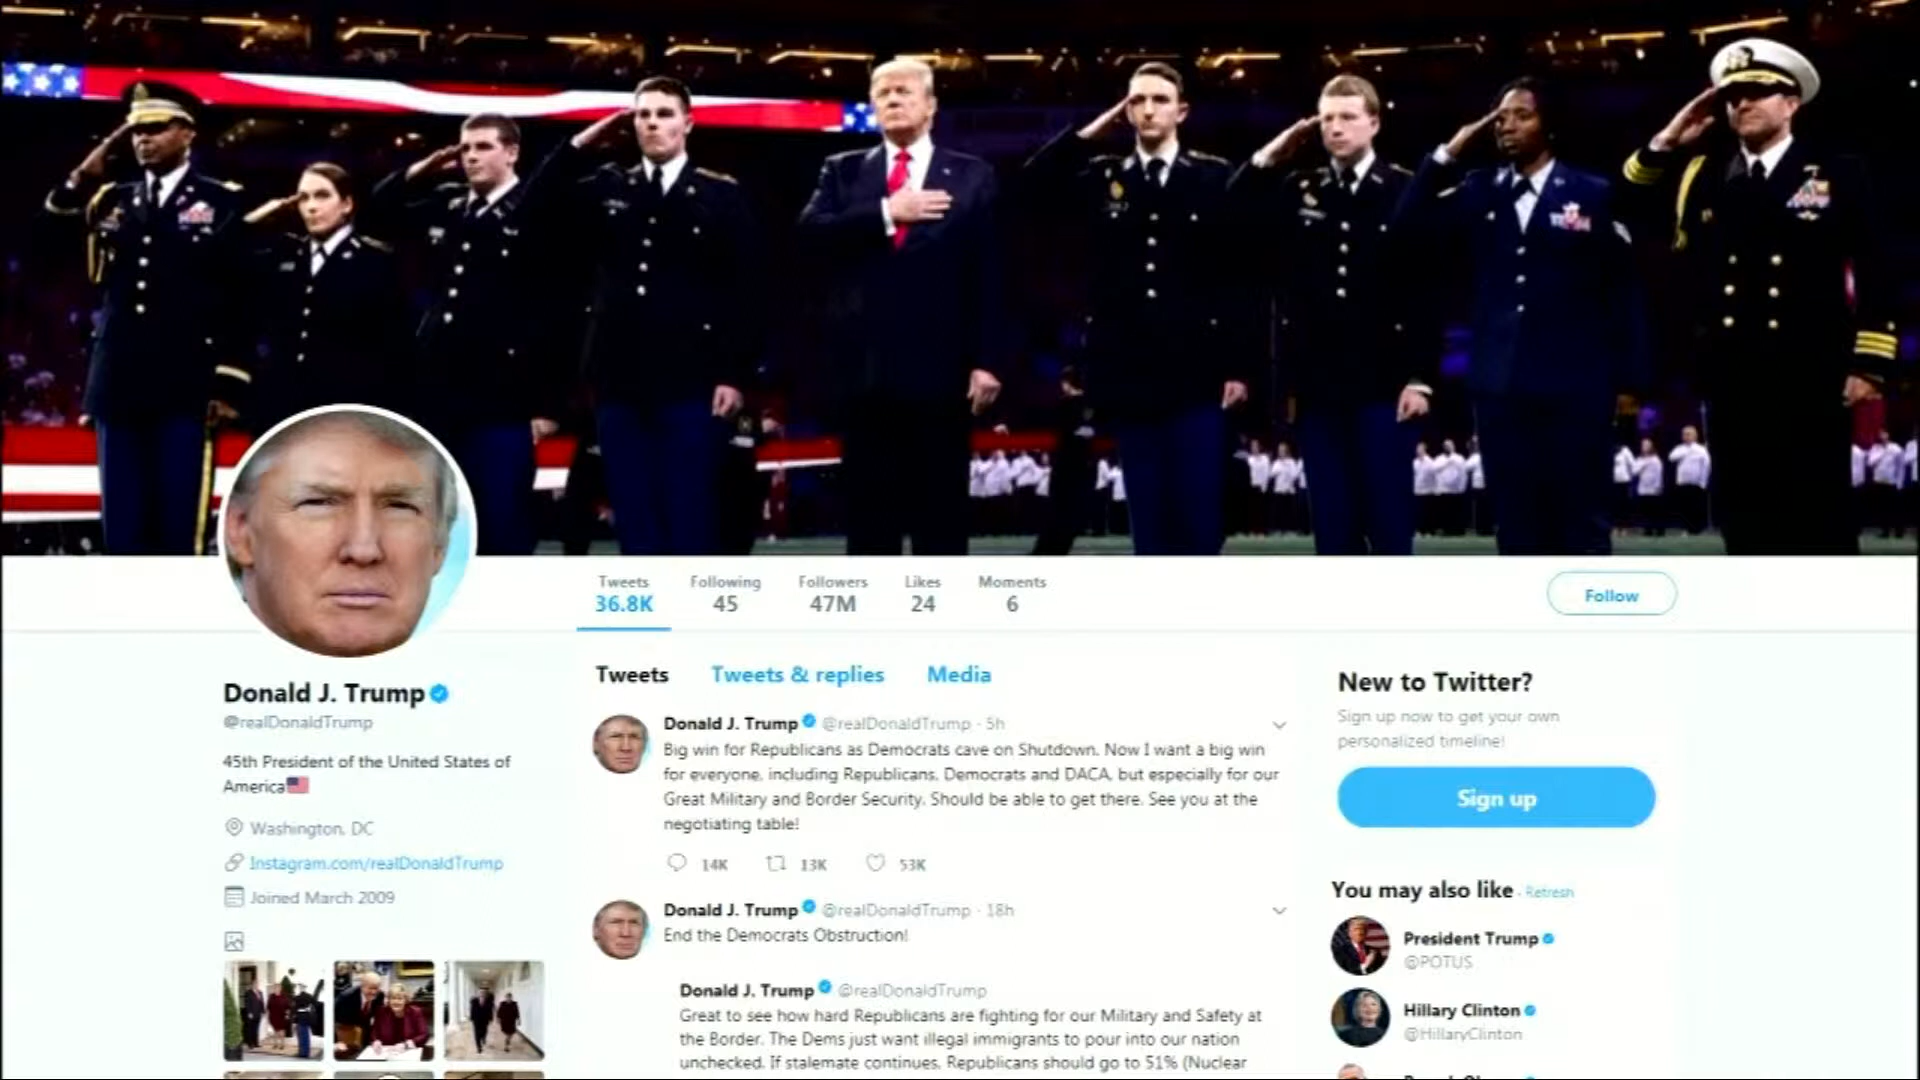 Tweets Following Followers Likes Moments
36.8K 45 47M 24 6
Follow
Donald J. Trump
@realDonaldTrump
45th President of the United States of
America
Washington, DC
Instagram.com/realDonaldTrump
Joined March 2009
Tweets Tweets & replies Media
Donald J. Trump @realDonaldTrump · 5h
Big win for Republicans as Democrats cave on Shutdown. Now I want a big win
for everyone, including Republicans, Democrats and DACA, but especially for our
Great Military and Border Security. Should be able to get there. See you at the
negotiating table!
14K 13K 53K
Donald J. Trump @realDonaldTrump · 18h
End the Democrats Obstruction!
Donald J. Trump @realDonaldTrump
Great to see how hard Republicans are fighting for our Military and Safety at
the Border. The Dems just want illegal immigrants to pour into our nation
unchecked. If stalemate continues, Republicans should go to 51% (Nuclear
New to Twitter?
Sign up now to get your own
personalized timeline!
Sign up
You may also like · Refresh
President Trump
@POTUS
Hillary Clinton
@HillaryClinton